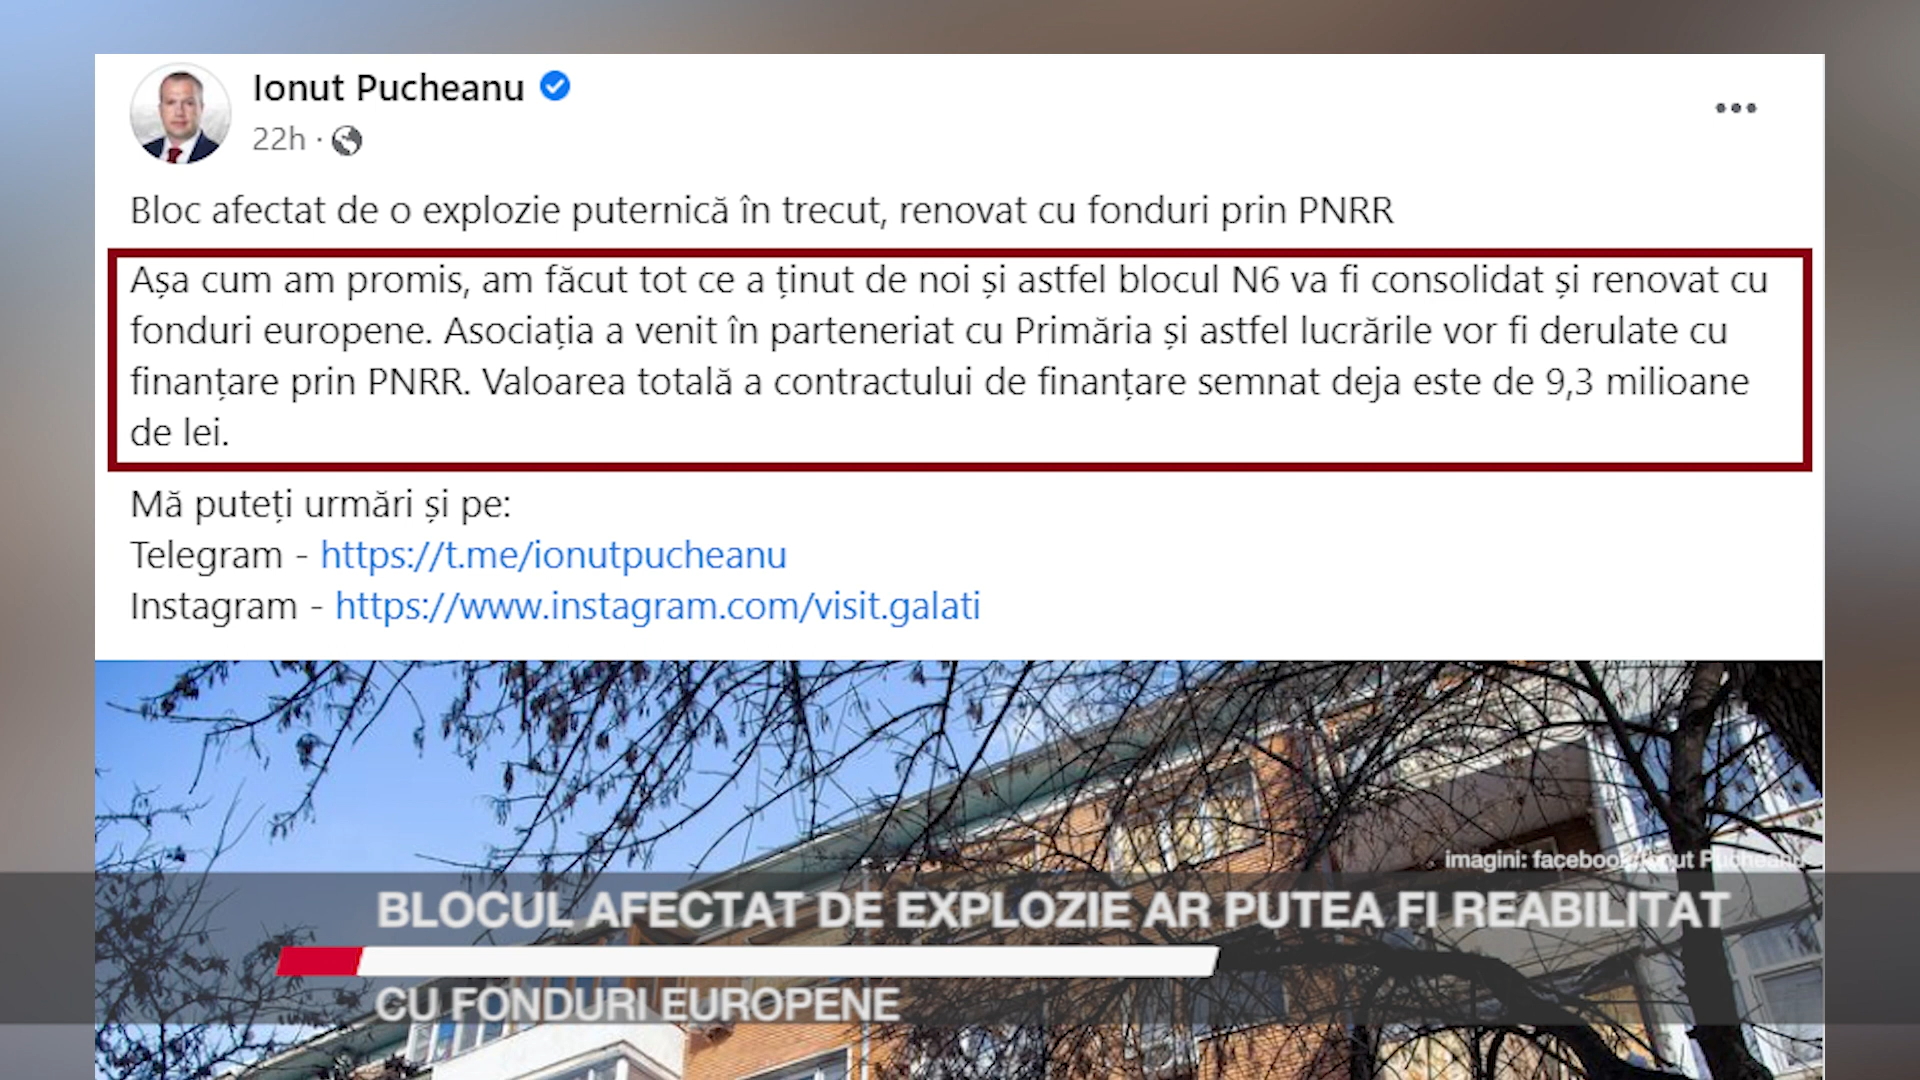 Ionut Pucheanu
22h ·
Bloc afectat de o explozie puternică în trecut, renovat cu fonduri prin PNRR
Așa cum am promis, am făcut tot ce a ținut de noi și astfel blocul N6 va fi consolidat și renovat cu
fonduri europene. Asociația a venit în parteneriat cu Primăria și astfel lucrările vor fi derulate cu
finanțare prin PNRR. Valoarea totală a contractului de finanțare semnat deja este de 9,3 milioane
de lei.
Mă puteți urmări și pe:
Telegram - https://t.me/ionutpucheanu
Instagram - https://www.instagram.com/visit.galati
imagini: facebook/Ionut Pucheanu
BLOCUL AFECTAT DE EXPLOZIE AR PUTEA FI REABILITAT
CU FONDURI EUROPENE